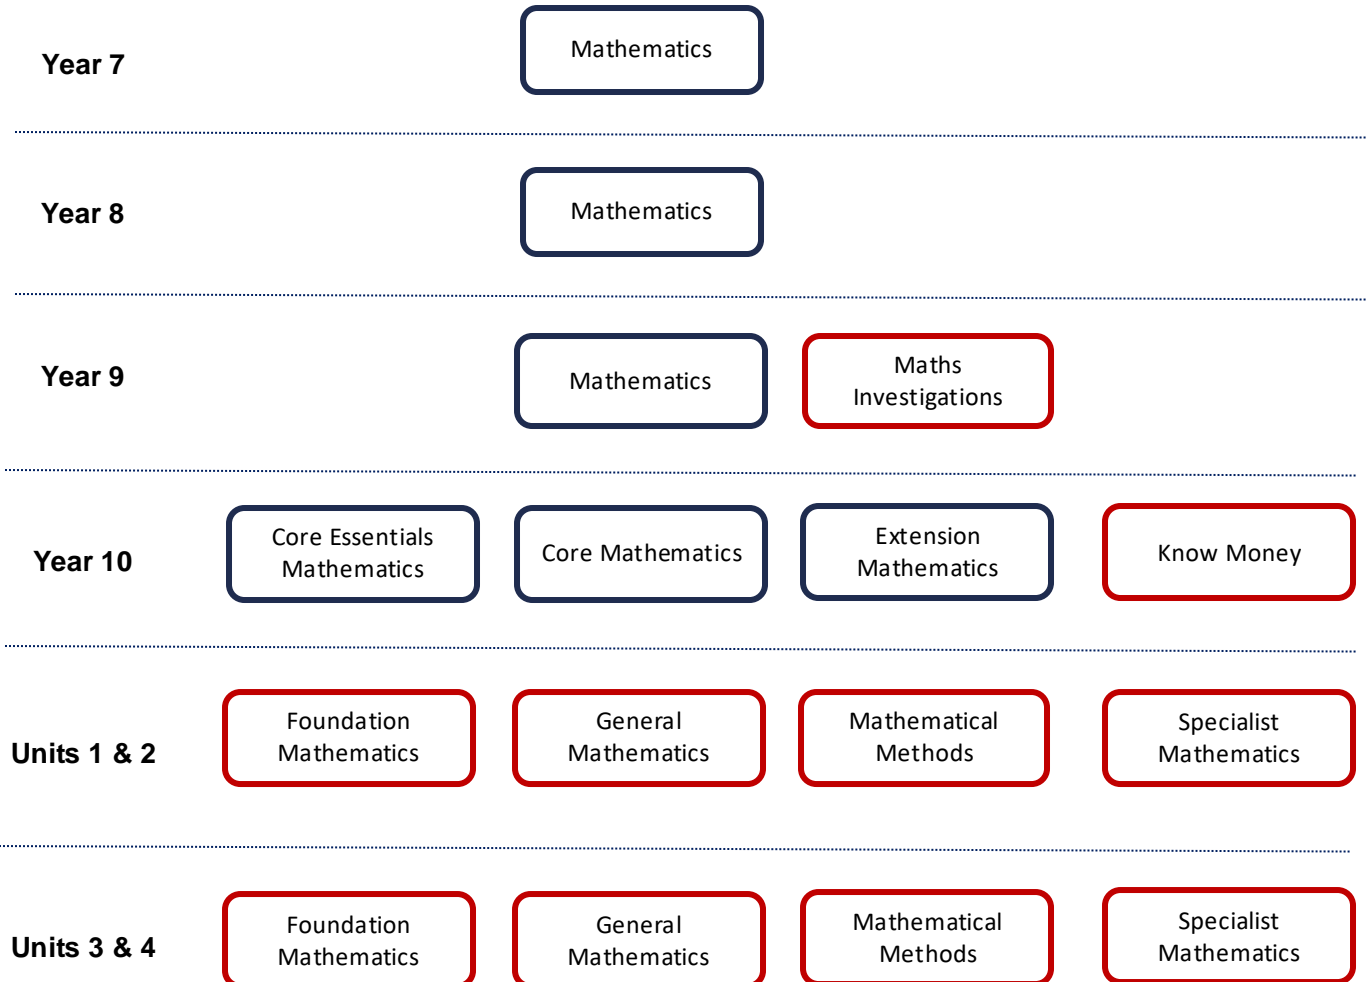 Year 7
Mathematics
Year 8
Mathematics
Year 9
Mathematics
Maths
Investigations
Year 10
Core Essentials
Mathematics
Core Mathematics
Extension
Mathematics
Know Money
Units 1 & 2
Foundation
Mathematics
General
Mathematics
Mathematical
Methods
Specialist
Mathematics
Units 3 & 4
Foundation
Mathematics
General
Mathematics
Mathematical
Methods
Specialist
Mathematics